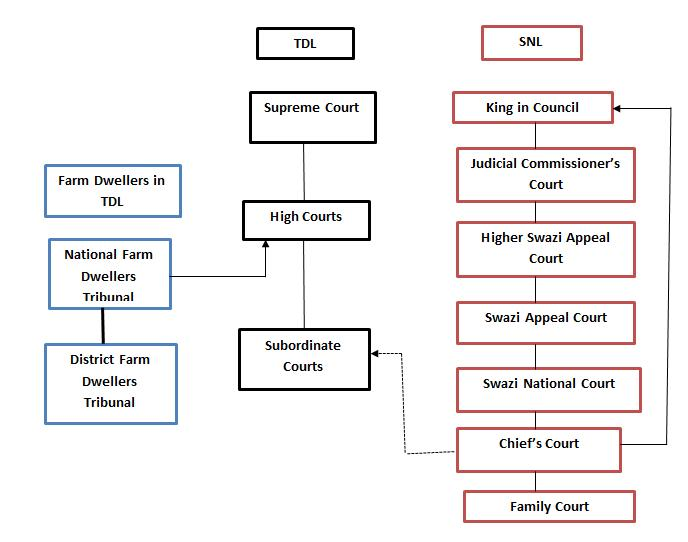 TDL
SNL
Supreme Court
King in Council
Judicial Commissioner's
Court
Farm Dwellers in
TDL
High Courts
Higher Swazi Appeal
Court
National Farm
Dwellers
Tribunal
Swazi Appeal Court
Subordinate
Courts
District Farm
Dwellers
Tribunal
Swazi National Court
Chief's Court
Family Court